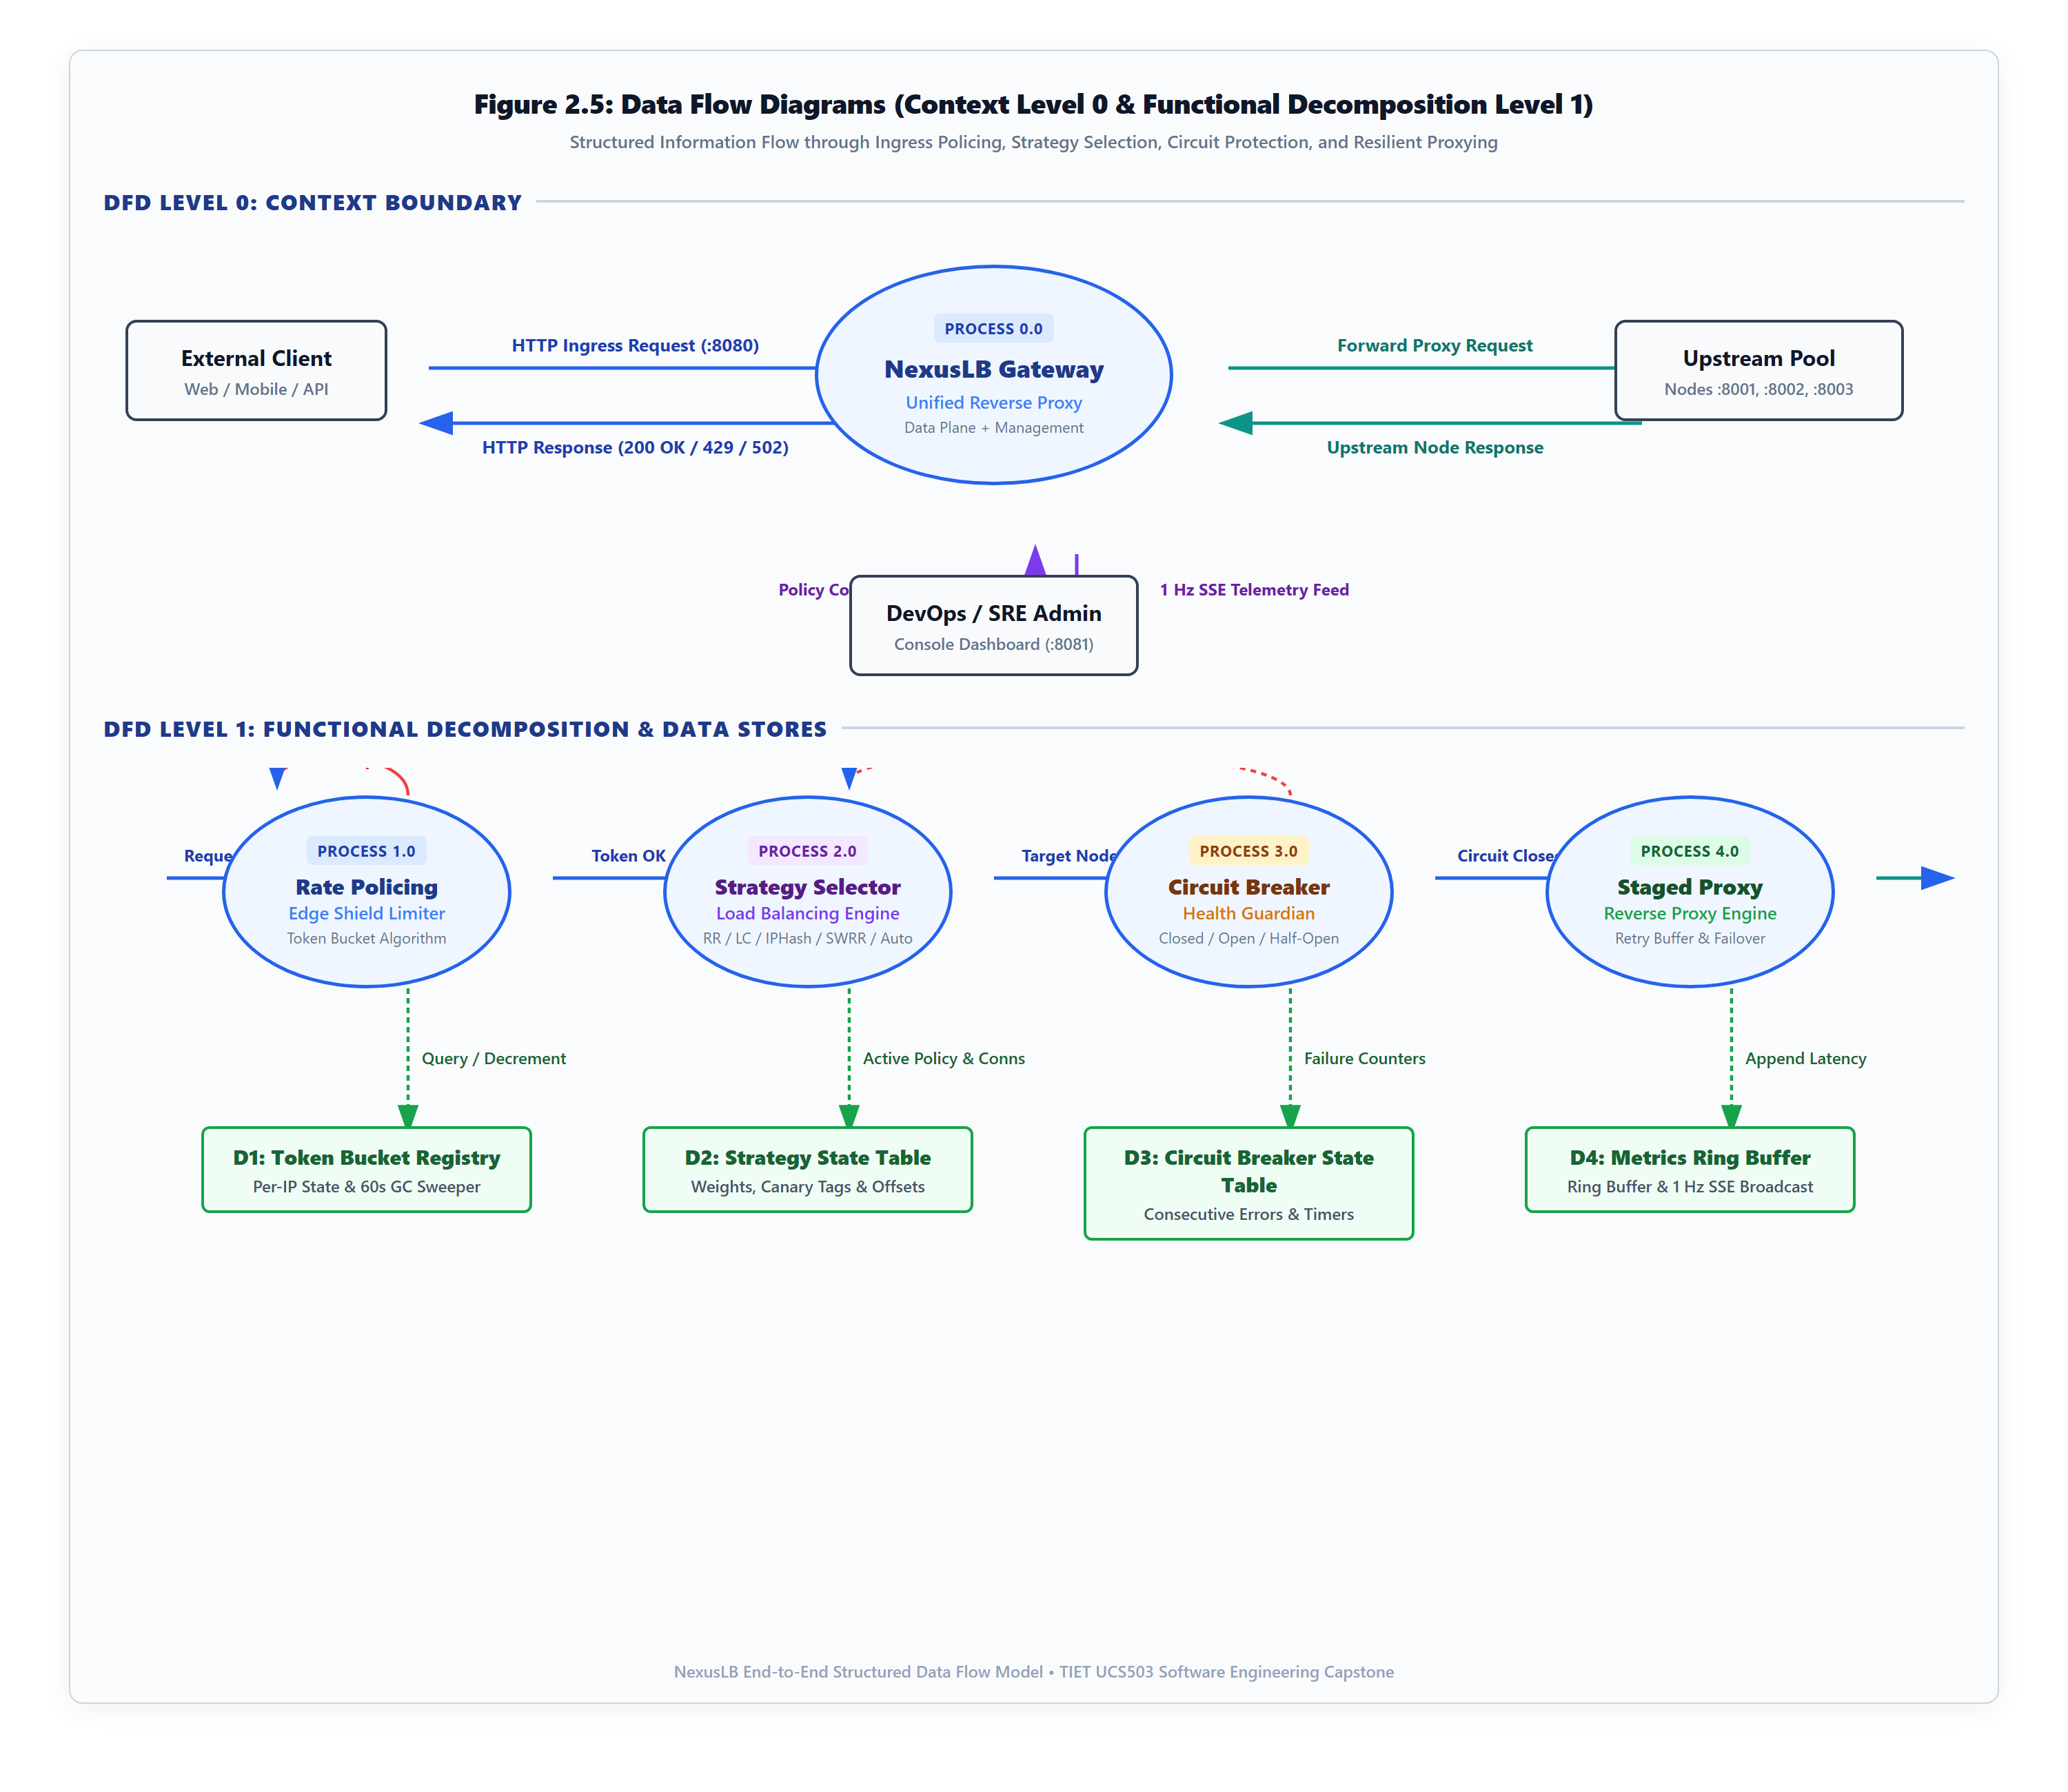 Figure 2.5: Data Flow Diagrams (Context Level 0 & Functional Decomposition Level 1)
Structured Information Flow through Ingress Policing, Strategy Selection, Circuit Protection, and Resilient Proxying
DFD LEVEL 0: CONTEXT BOUNDARY
External Client
Web / Mobile / API
HTTP Ingress Request (:8080)
HTTP Response (200 OK / 429 / 502)
PROCESS 0.0
NexusLB Gateway
Unified Reverse Proxy
Data Plane + Management
Forward Proxy Request
Upstream Node Response
Upstream Pool
Nodes :8001, :8002, :8003
Policy
1 Hz SSE Telemetry Feed
DevOps / SRE Admin
Console Dashboard (:8081)
DFD LEVEL 1: FUNCTIONAL DECOMPOSITION & DATA STORES
PROCESS 1.0
Rate Policing
Edge Shield Limiter
Token Bucket Algorithm
Token OK
PROCESS 2.0
Strategy Selector
Load Balancing Engine
RR / LC / IPHash / SWRR / Auto
Target Node
PROCESS 3.0
Circuit Breaker
Health Guardian
Closed / Open / Half-Open
Circuit
PROCESS 4.0
Staged Proxy
Reverse Proxy Engine
Retry Buffer & Failover
Query / Decrement
Active Policy & Conns
Failure Counters
Append Latency
D1: Token Bucket Registry
Per-IP State & 60s GC Sweeper
D2: Strategy State Table
Weights, Canary Tags & Offsets
D3: Circuit Breaker State
Table
Consecutive Errors & Timers
D4: Metrics Ring Buffer
Ring Buffer & 1 Hz SSE Broadcast
NexusLB End-to-End Structured Data Flow Model • TIET UCS503 Software Engineering Capstone